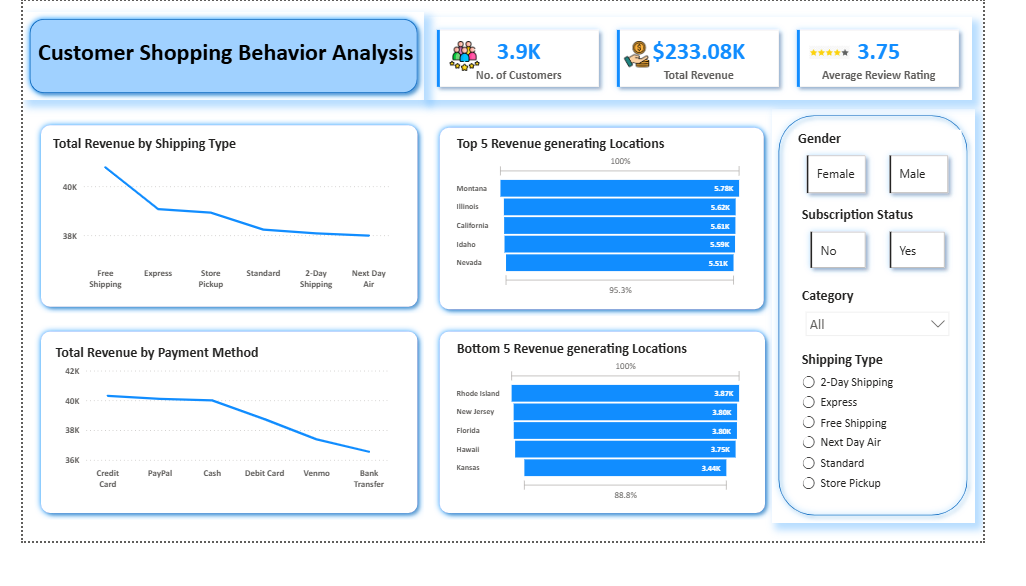 Customer Shopping Behavior Analysis
3.9K
No. of Customers
$233.08K
Total Revenue
3.75
Average Review Rating
Total Revenue by Shipping Type
40K
38K
Free
Shipping
Express
Store
Pickup
Standard
2-Day
Shipping
Next Day
Air
Top 5 Revenue generating Locations
100%
Montana 5.78K
Illinois 5.62K
California 5.61K
Idaho 5.59K
Nevada 5.51K
95.3%
Total Revenue by Payment Method
42K
40K
38K
36K
Credit
Card
PayPal
Cash
Debit Card
Venmo
Bank
Transfer
Bottom 5 Revenue generating Locations
100%
Rhode Island 3.87K
New Jersey 3.80K
Florida 3.80K
Hawaii 3.75K
Kansas 3.44K
88.8%
Gender
Female Male
Subscription Status
No Yes
Category
All
Shipping Type
2-Day Shipping
Express
Free Shipping
Next Day Air
Standard
Store Pickup